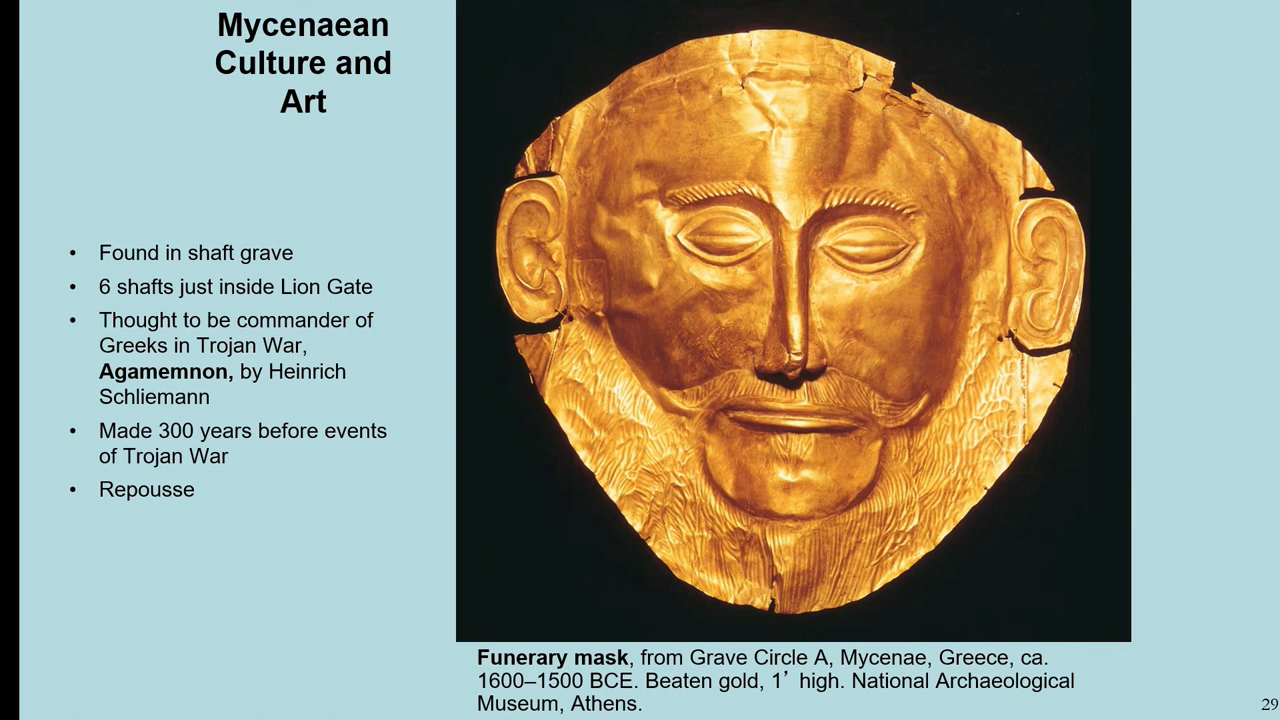 Mycenaean
Culture and
Art
• Found in shaft grave
• 6 shafts just inside Lion Gate
• Thought to be commander of
Greeks in Trojan War,
Agamemnon, by Heinrich
Schliemann
• Made 300 years before events
of Trojan War
• Repousse
Funerary mask, from Grave Circle A, Mycenae, Greece, ca.
1600–1500 BCE. Beaten gold, 1’ high. National Archaeological
Museum, Athens.
29